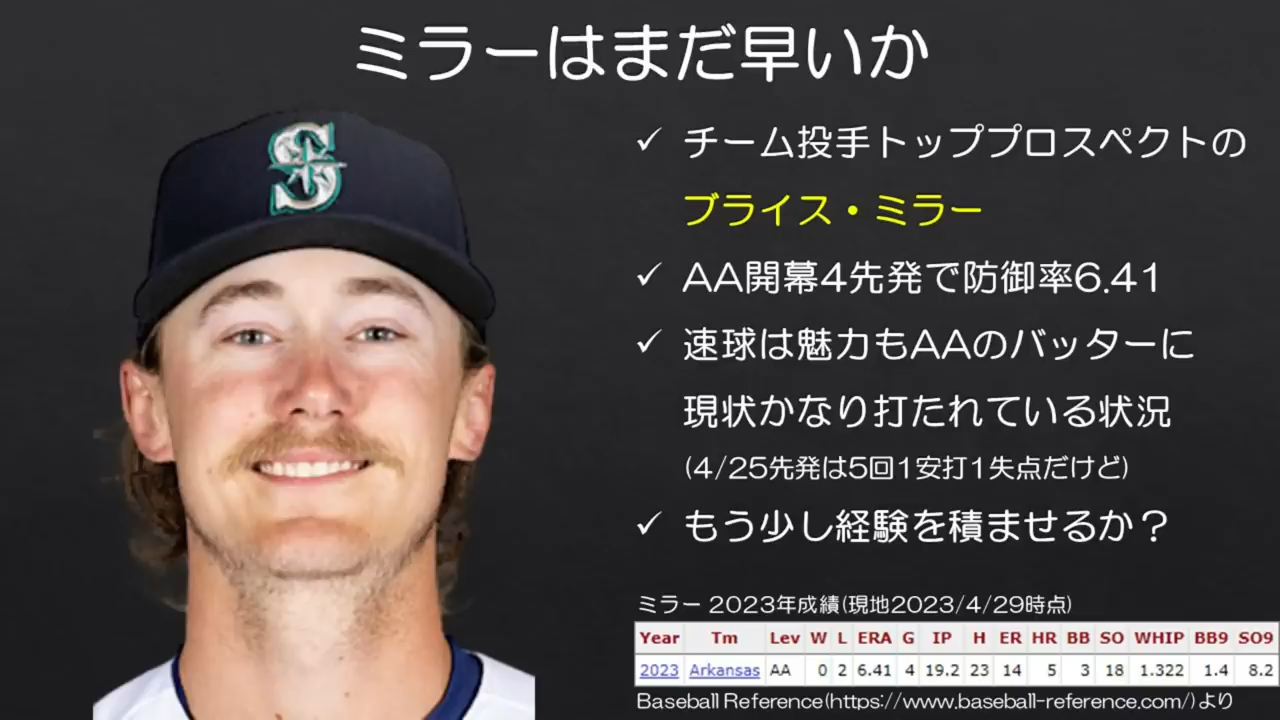 ミラーはまだ早いか
S
✓ チーム投手トッププロスペクトの
ブライス・ミラー
✓ AA開幕4先発で防御率6.41
✓ 速球は魅力もAAのバッターに
現状かなり打たれている状況
(4/25先発は5回1安打1失点だけど)
✓ もう少し経験を積ませるか？
ミラー 2023年成績(現地2023/4/29時点)
Year Tm Lev W L ERA G IP H ER HR BB SO WHIP BB9 SO9
2023 Arkansas AA 0 2 6.41 4 19.2 23 14 5 3 18 1.322 1.4 8.2
Baseball Reference(https://www.baseball-reference.com/)より